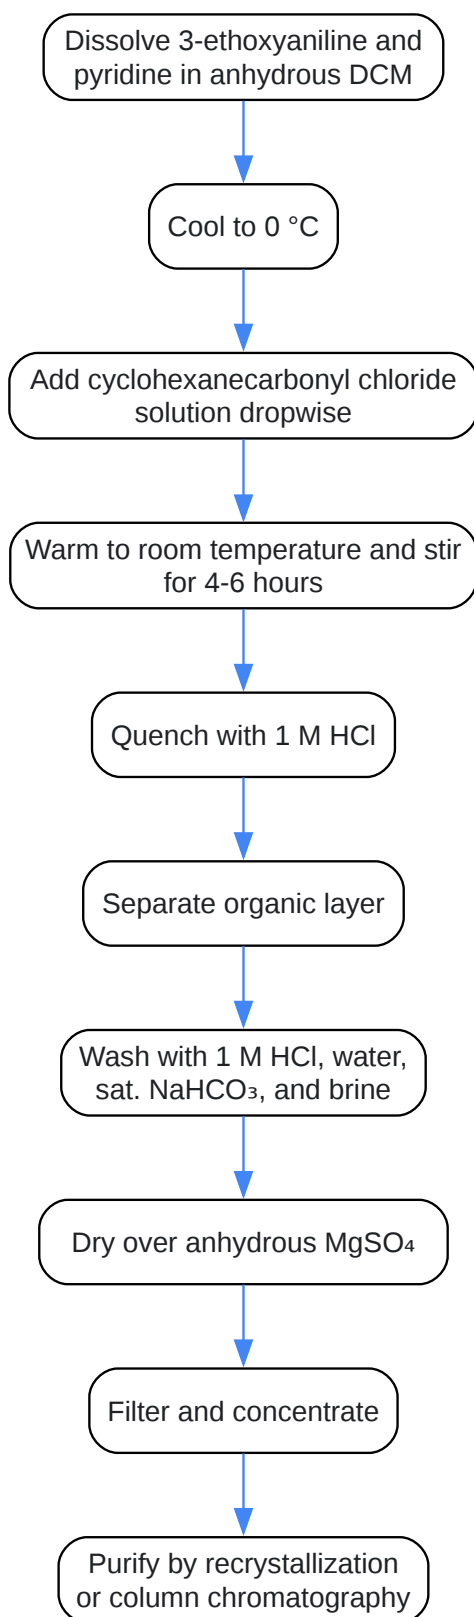 Dissolve 3-ethoxyaniline and
pyridine in anhydrous DCM
Cool to 0 °C
Add cyclohexanecarbonyl chloride
solution dropwise
Warm to room temperature and stir
for 4-6 hours
Quench with 1 M HCl
Separate organic layer
Wash with 1 M HCl, water,
sat. NaHCO₃, and brine
Dry over anhydrous MgSO₄
Filter and concentrate
Purify by recrystallization
or column chromatography